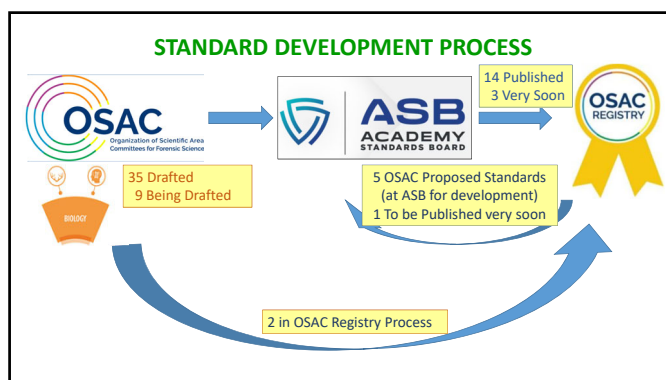 STANDARD DEVELOPMENT PROCESS
OSAC
Organization of Scientific Area
Committees for Forensic Science
ASB
ACADEMY
STANDARDS BOARD
14 Published
3 Very Soon
OSAC
REGISTRY
35 Drafted
9 Being Drafted
BIOLOGY
5 OSAC Proposed Standards
(at ASB for development)
1 To be Published very soon
2 in OSAC Registry Process